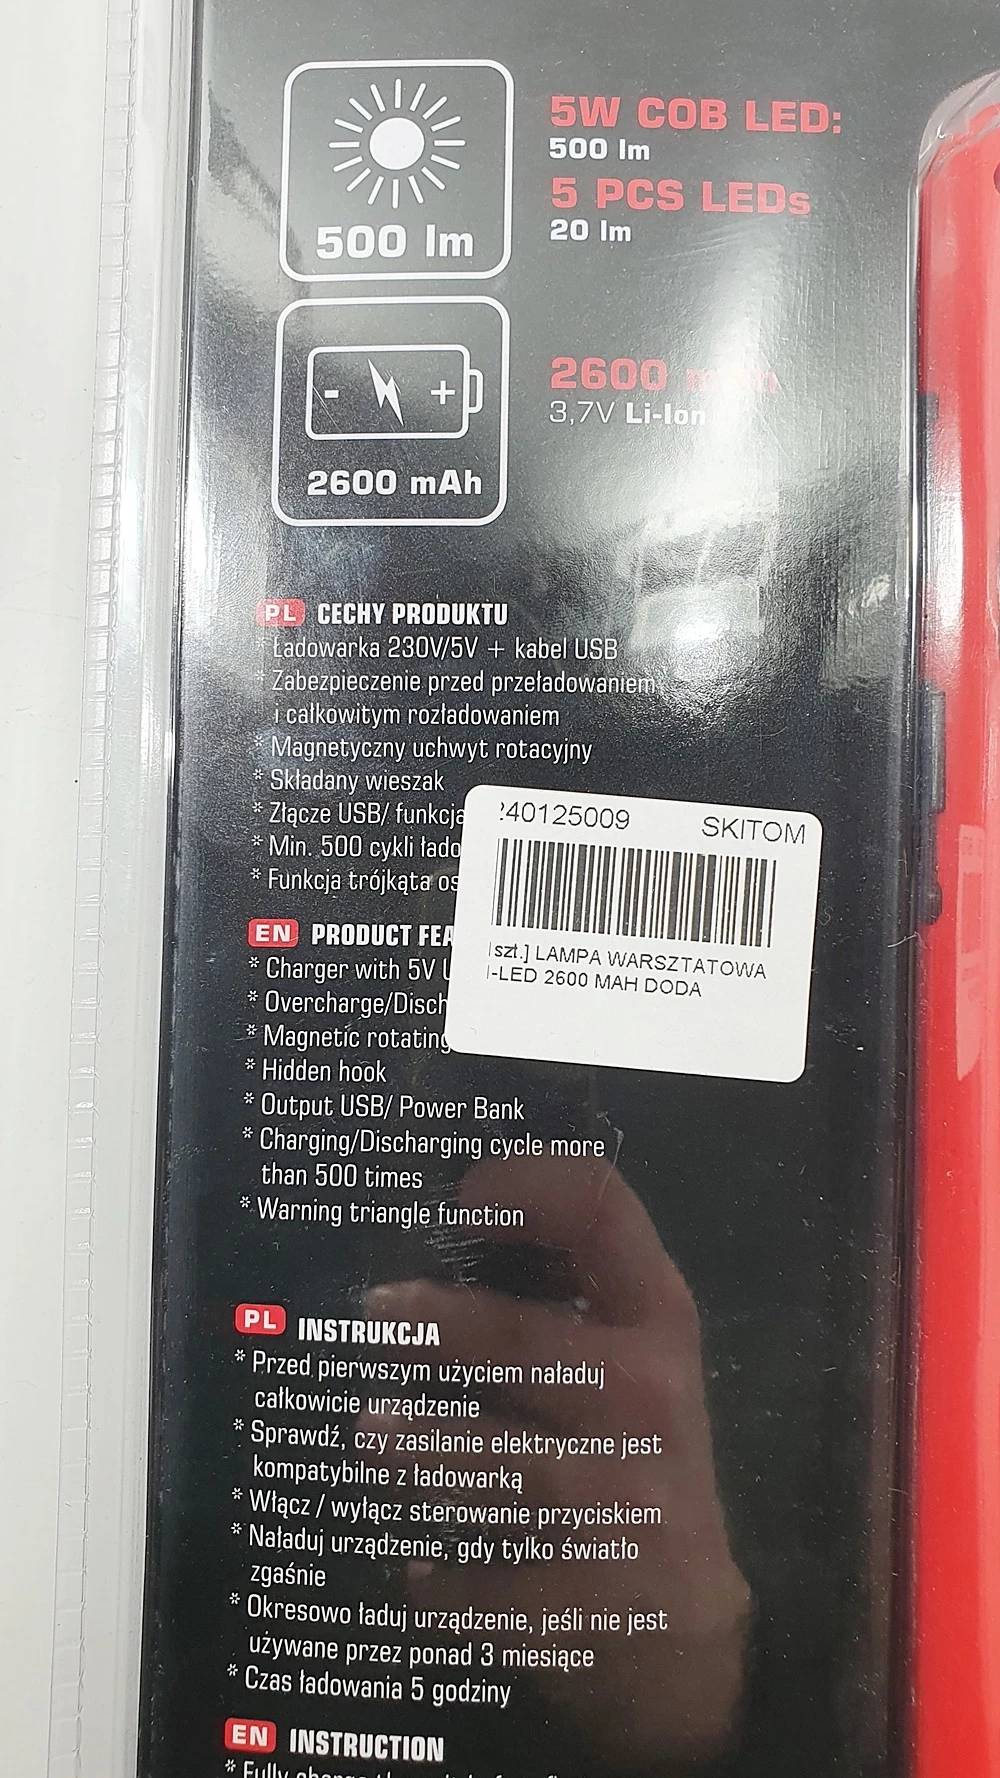 500 lm
5W COB LED:
500 lm
5 PCS LEDs
20 lm
- +
2600 mAh
2600 mAh
3,7V Li-Ion
PL CECHY PRODUKTU
* Ładowarka 230V/5V + kabel USB
* Zabezpieczenie przed przeładowaniem
i całkowitym rozładowaniem
* Magnetyczny uchwyt rotacyjny
* Składany wieszak
* Złącze USB/ funkcja
* Min. 500 cykli łado
* Funkcja trójkąta os
40125009 SKITOM
szt.] LAMPA WARSZTATOWA
-LED 2600 MAH DODA
EN PRODUCT FEA
* Charger with 5V
* Overcharge/Disch
* Magnetic rotating
* Hidden hook
* Output USB/ Power Bank
* Charging/Discharging cycle more
than 500 times
* Warning triangle function
PL INSTRUKCJA
* Przed pierwszym użyciem naładuj
całkowicie urządzenie
* Sprawdź, czy zasilanie elektryczne jest
kompatybilne z ładowarką
* Włącz / wyłącz sterowanie przyciskiem
* Naładuj urządzenie, gdy tylko światło
zgaśnie
* Okresowo ładuj urządzenie, jeśli nie jest
używane przez ponad 3 miesiące
* Czas ładowania 5 godziny
EN INSTRUCTION
* Fully charge